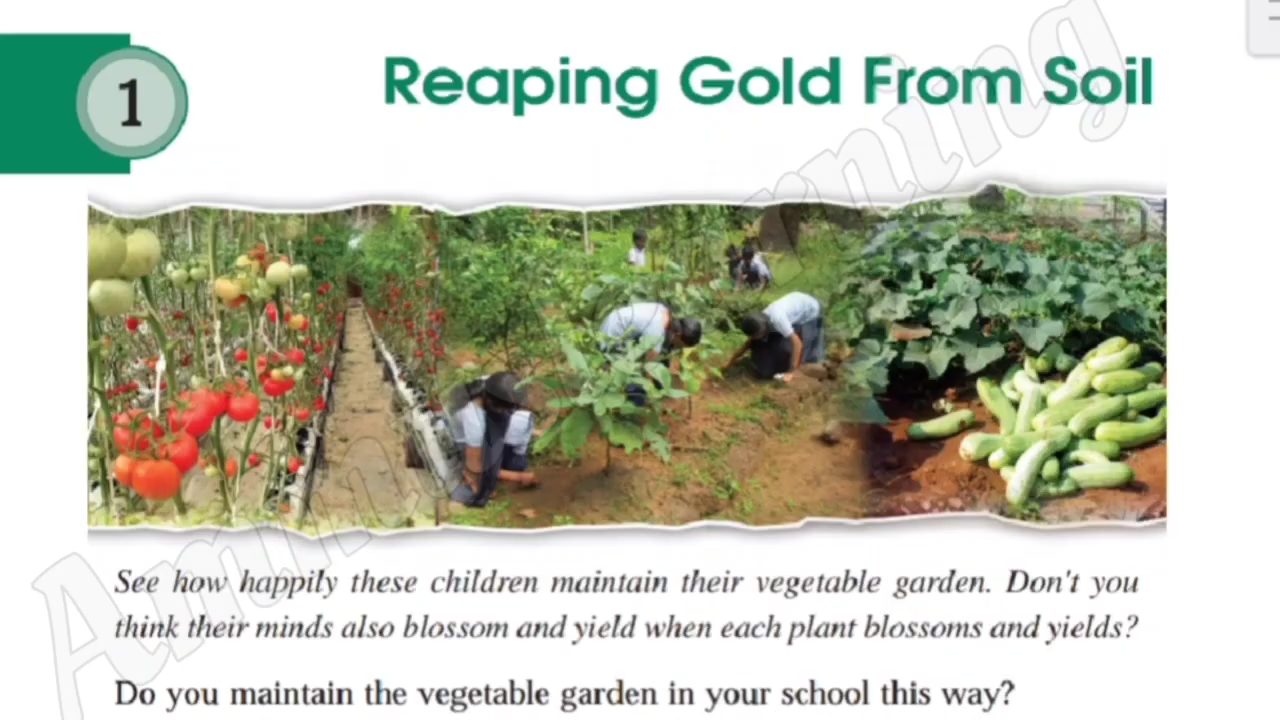 1
Reaping Gold From Soil
See how happily these children maintain their vegetable garden. Don't you
think their minds also blossom and yield when each plant blossoms and yields?
Do you maintain the vegetable garden in your school this way?